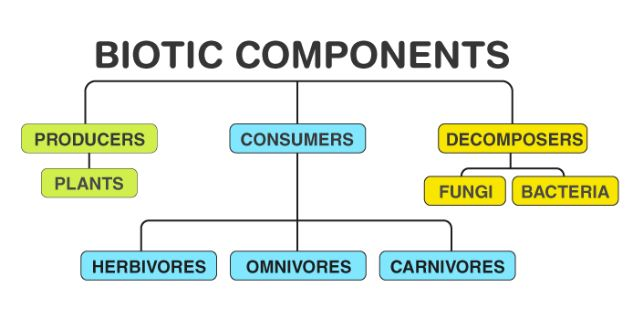 BIOTIC COMPONENTS
PRODUCERS
CONSUMERS
DECOMPOSERS
PLANTS
FUNGI
BACTERIA
HERBIVORES
OMNIVORES
CARNIVORES